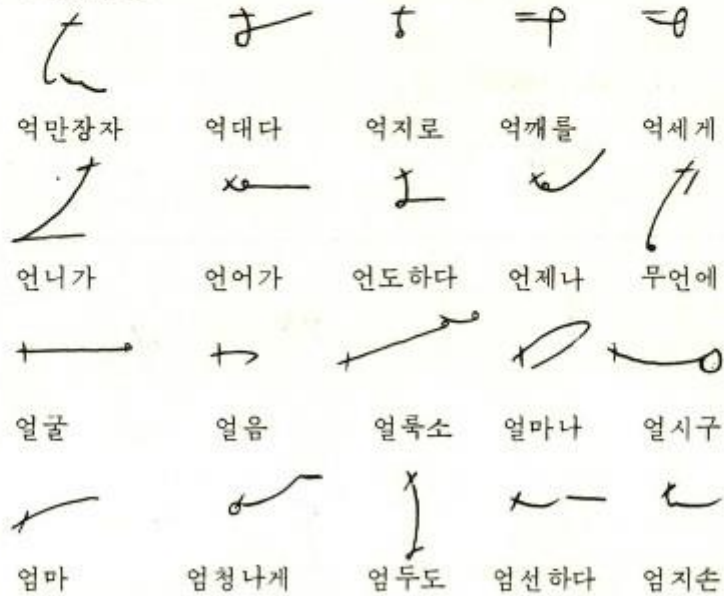 억만장자 억대다 억지로 억깨를 억세게
언니가 언어가 언도하다 언제나 무언에
얼굴 얼음 얼룩소 얼마나 얼시구
엄마 엄청나게 엄두도 엄선하다 엄지손